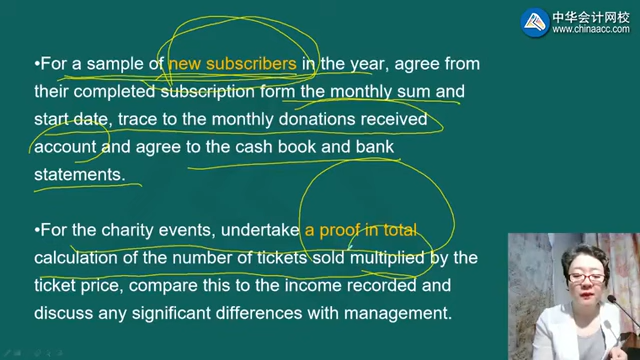 中华会计网校
www.chinaacc.com
•For a sample of new subscribers in the year, agree from
their completed subscription form the monthly sum and
start date, trace to the monthly donations received
account and agree to the cash book and bank
statements.
•For the charity events, undertake a proof in total
calculation of the number of tickets sold multiplied by the
ticket price, compare this to the income recorded and
discuss any significant differences with management.